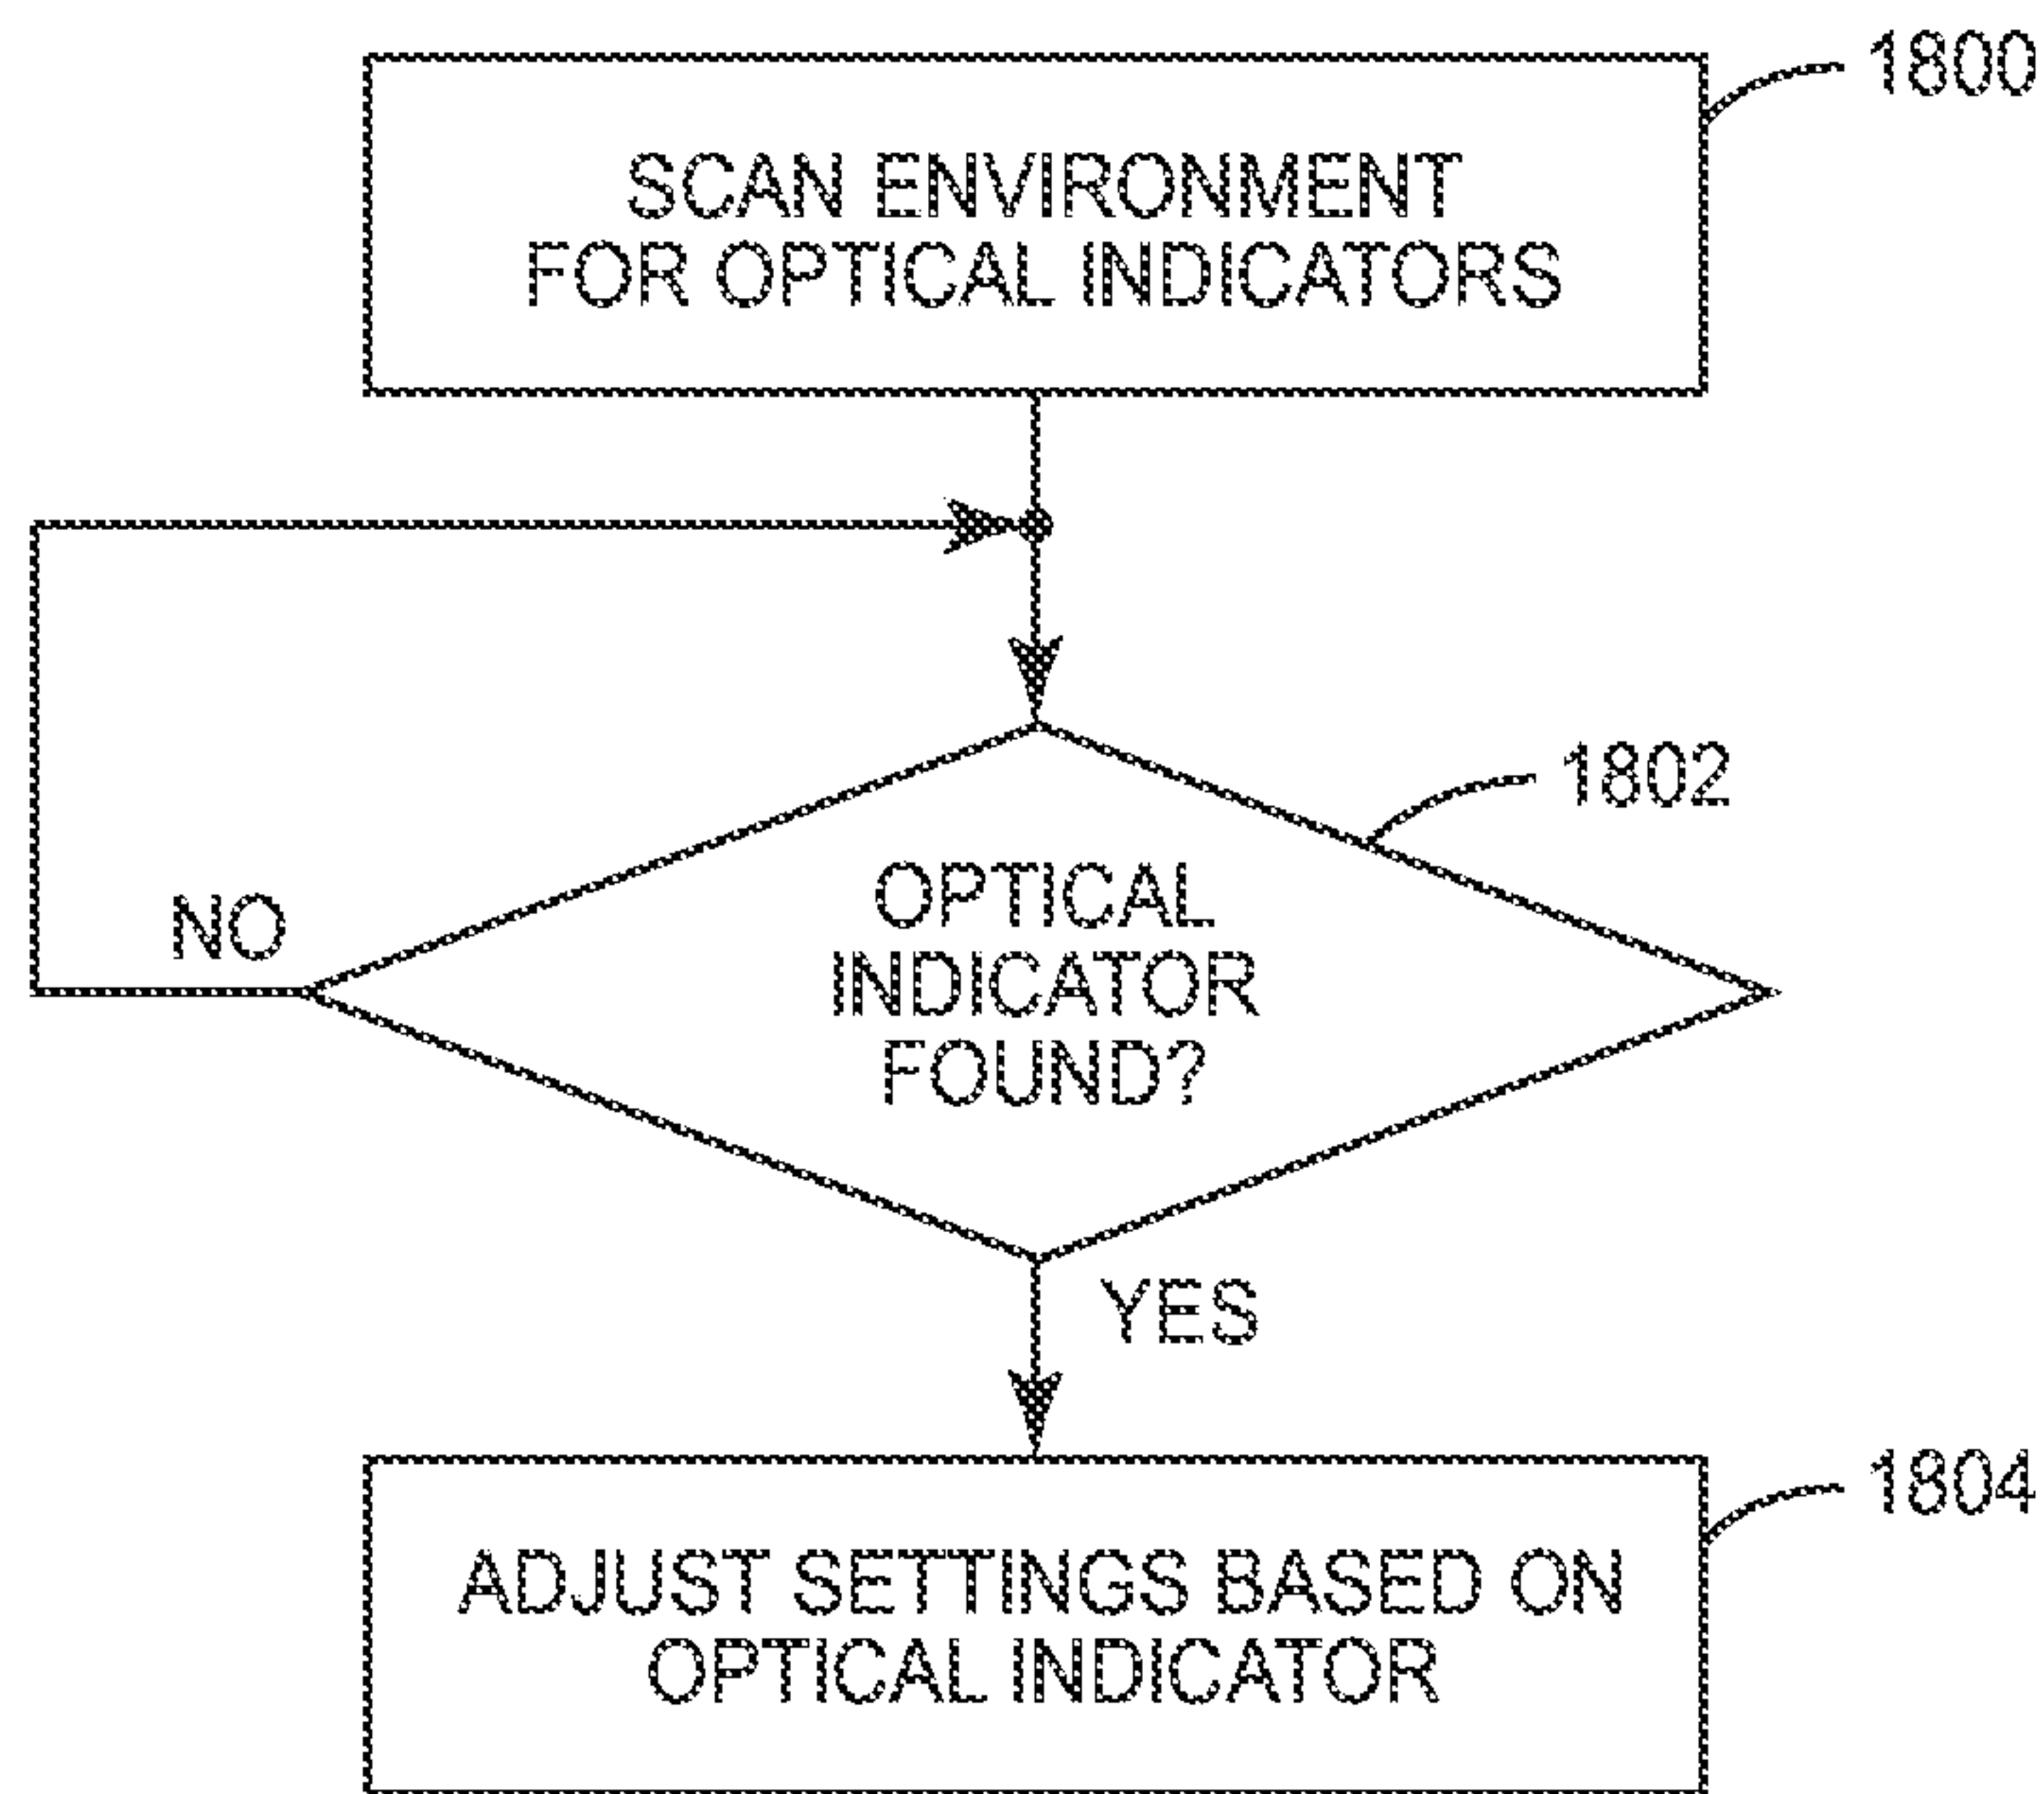 1800
SCAN ENVIRONMENT
FOR OPTICAL INDICATORS
1802
OPTICAL
INDICATOR
FOUND?
NO
YES
1804
ADJUST SETTINGS BASED ON
OPTICAL INDICATOR